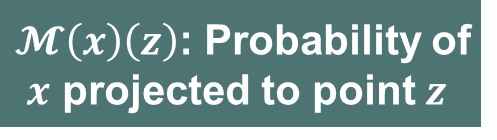 ℳ(x)(z): Probability of
x projected to point z